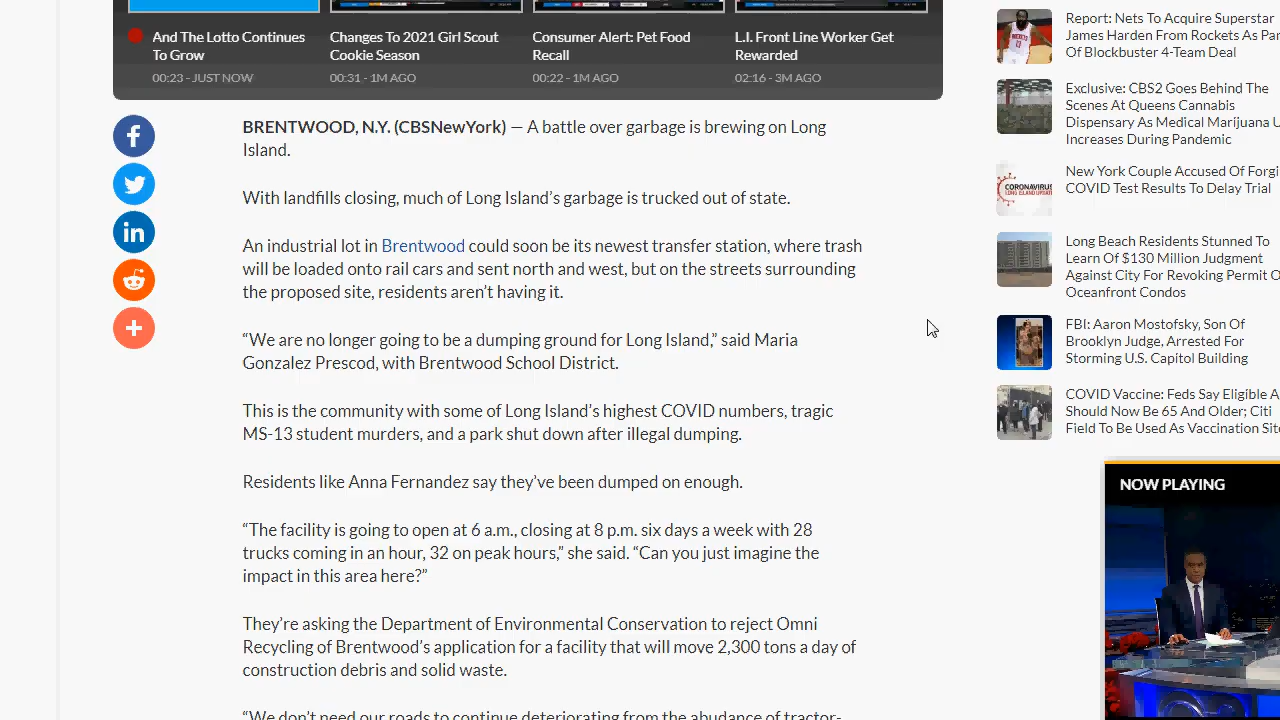 And The Lotto Continues To Grow
00:23 - JUST NOW
Changes To 2021 Girl Scout Cookie Season
00:31 - 1M AGO
Consumer Alert: Pet Food Recall
00:22 - 1M AGO
L.I. Front Line Worker Get Rewarded
02:16 - 3M AGO
BRENTWOOD, N.Y. (CBSNewYork) — A battle over garbage is brewing on Long
Island.
With landfills closing, much of Long Island's garbage is trucked out of state.
An industrial lot in Brentwood could soon be its newest transfer station, where trash
will be loaded onto rail cars and sent north and west, but on the streets surrounding
the proposed site, residents aren't having it.
“We are no longer going to be a dumping ground for Long Island,” said Maria
Gonzalez Prescod, with Brentwood School District.
This is the community with some of Long Island's highest COVID numbers, tragic
MS-13 student murders, and a park shut down after illegal dumping.
Residents like Anna Fernandez say they've been dumped on enough.
“The facility is going to open at 6 a.m., closing at 8 p.m. six days a week with 28
trucks coming in an hour, 32 on peak hours,” she said. “Can you just imagine the
impact in this area here?”
They're asking the Department of Environmental Conservation to reject Omni
Recycling of Brentwood's application for a facility that will move 2,300 tons a day of
construction debris and solid waste.
“We don't need our roads to continue deteriorating from the abudance of tractor-
Report: Nets To Acquire Superstar
James Harden From Rockets As Pa
Of Blockbuster 4-Team Deal
Exclusive: CBS2 Goes Behind The
Scenes At Queens Cannabis
Dispensary As Medical Marijuana U
Increases During Pandemic
CORONAVIRUS
New York Couple Accused Of Forgi
COVID Test Results To Delay Trial
Long Beach Residents Stunned To
Learn Of $130 Million Judgment
Against City For Revoking Permit O
Oceanfront Condos
FBI: Aaron Mostofsky, Son Of
Brooklyn Judge, Arrested For
Storming U.S. Capitol Building
COVID Vaccine: Feds Say Eligible A
Should Now Be 65 And Older; Citi
Field To Be Used As Vaccination Site
NOW PLAYING